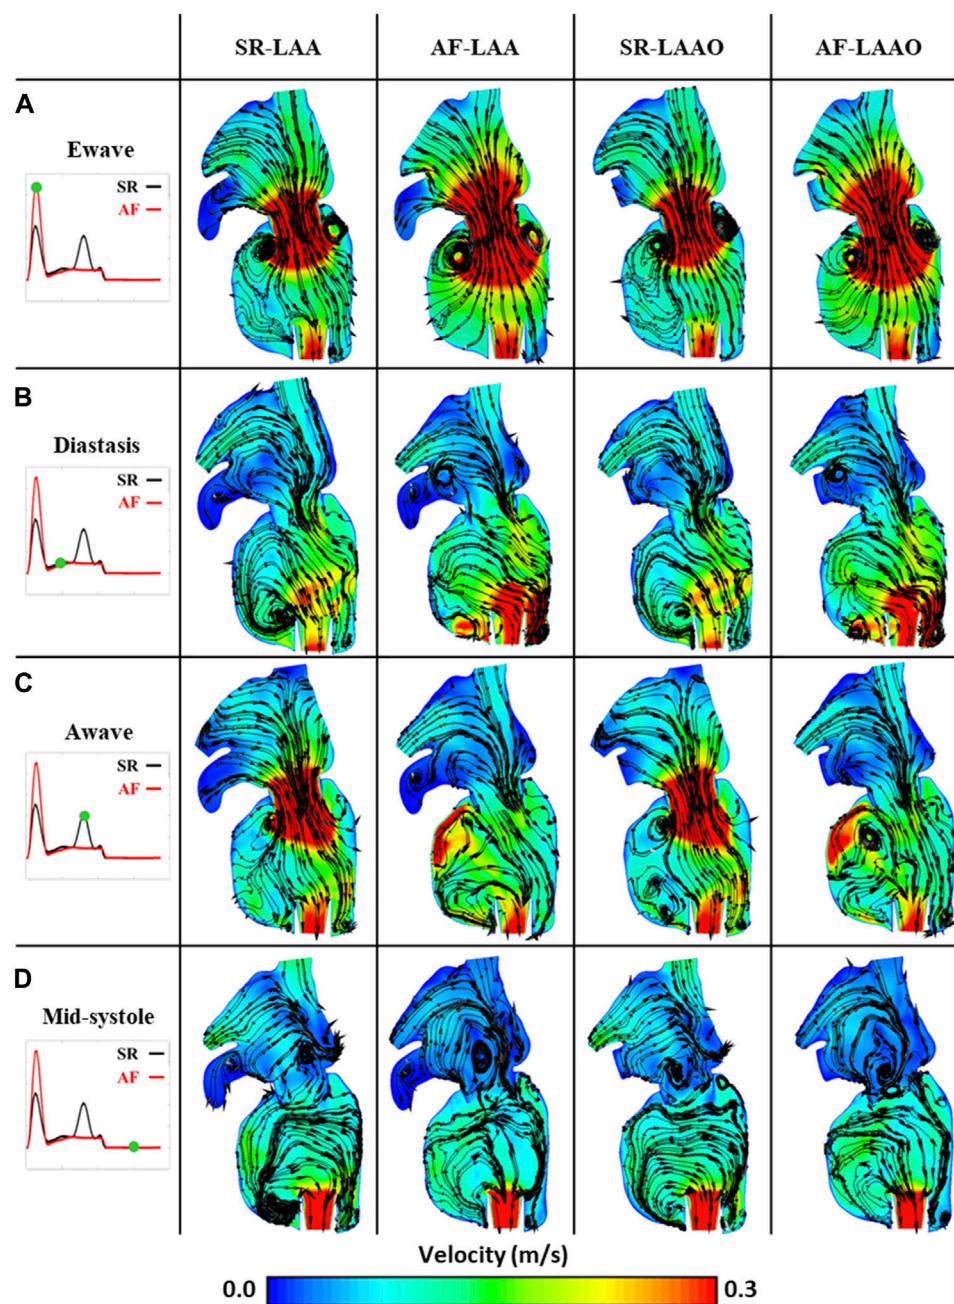 SR-LAA AF-LAA SR-LAAO AF-LAAO
A
Ewave
SR
AF
B
Diastasis
SR
AF
C
Awave
SR
AF
D
Mid-systole
SR
AF
Velocity (m/s)
0.0 0.3